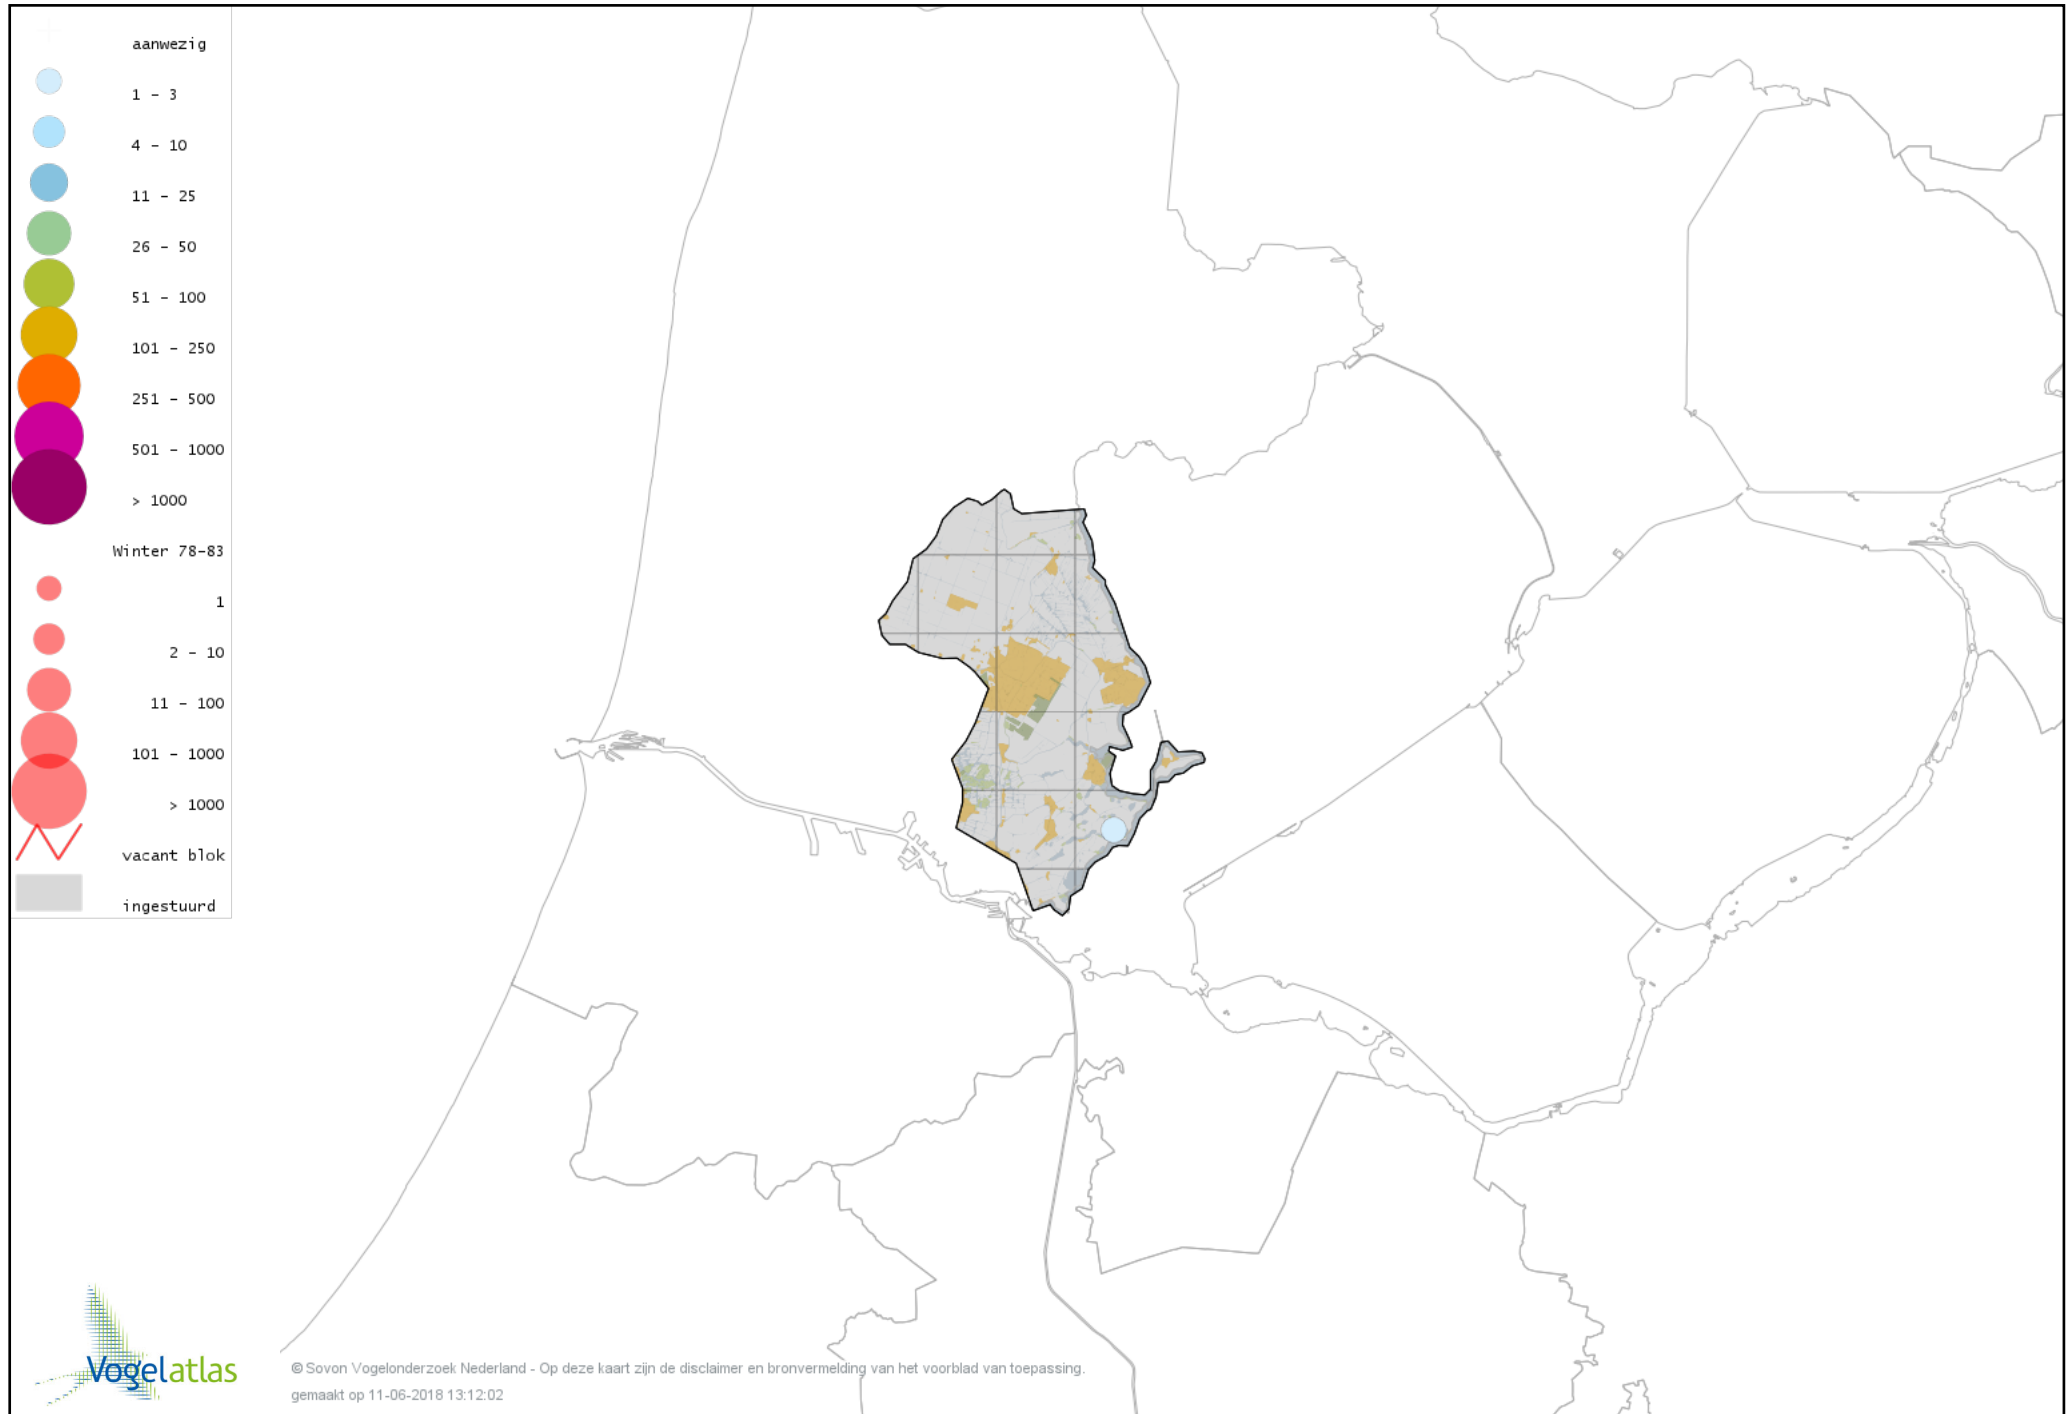 aanwezig
1 - 3
4 - 10
11 - 25
26 - 50
51 - 100
101 - 250
251 - 500
501 - 1000
> 1000
Winter 78-83
1
2 - 10
11 - 100
101 - 1000
> 1000
vacant blok
ingestuurd
Vogelatlas
© Sovon Vogelonderzoek Nederland - Op deze kaart zijn de disclaimer en bronvermelding van het voorblad van toepassing.
gemaakt op 11-06-2018 13:12:02